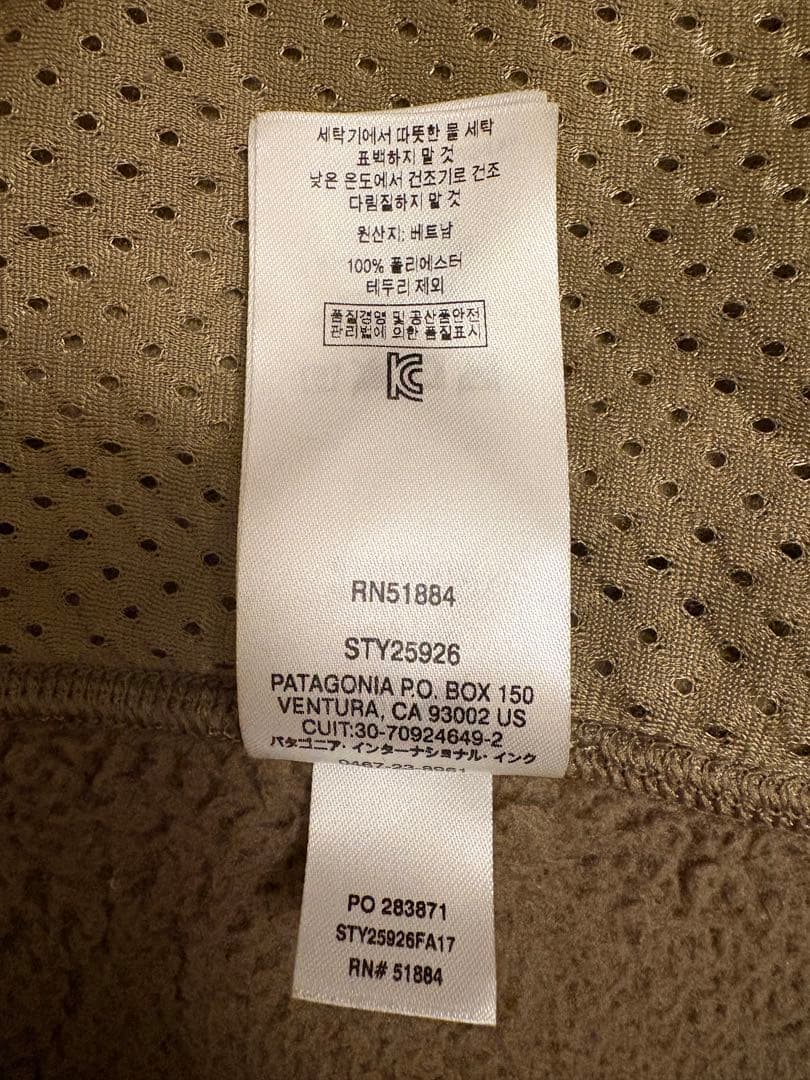 세탁기에서 따뜻한 물 세탁
표백하지 말 것
낮은 온도에서 건조기로 건조
다림질하지 말 것
원산지: 베트남
100% 폴리에스터
테두리 제외
품질경영 및 공산품안전
관리법에 의한 품질표시
RN51884
STY25926
PATAGONIA P.O. BOX 150
VENTURA, CA 93002 US
CUIT:30-70924649-2
パタゴニア・インターナショナル・インク
PO 283871
STY25926FA17
RN# 51884